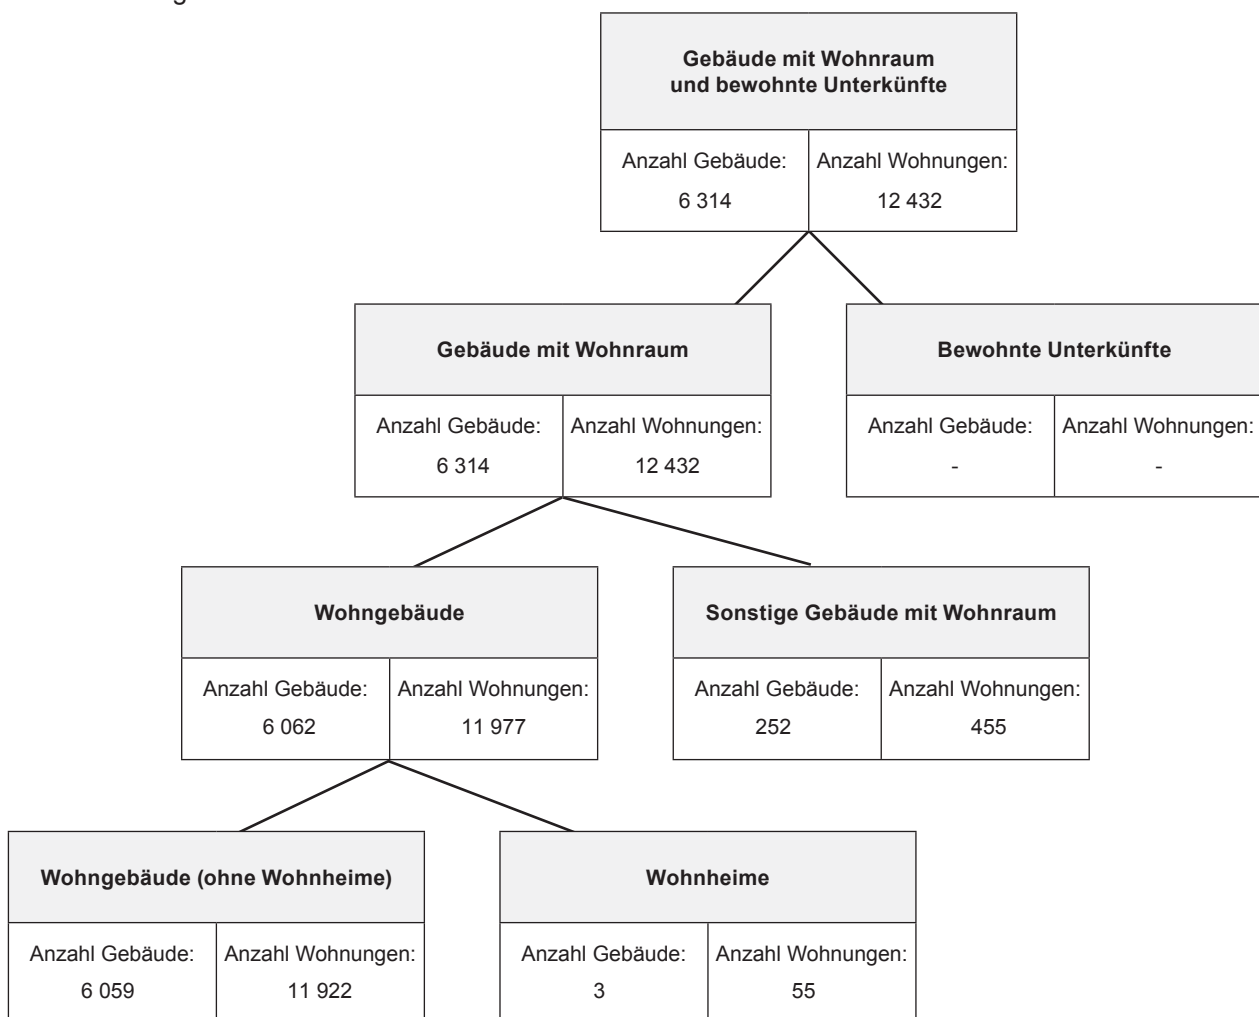 Gebäude mit Wohnraum
und bewohnte Unterkünfte
Anzahl Gebäude: Anzahl Wohnungen:
6 314 12 432
Gebäude mit Wohnraum
Anzahl Gebäude: Anzahl Wohnungen:
6 314 12 432
Bewohnte Unterkünfte
Anzahl Gebäude: Anzahl Wohnungen:
- -
Wohngebäude
Anzahl Gebäude: Anzahl Wohnungen:
6 062 11 977
Sonstige Gebäude mit Wohnraum
Anzahl Gebäude: Anzahl Wohnungen:
252 455
Wohngebäude (ohne Wohnheime)
Anzahl Gebäude: Anzahl Wohnungen:
6 059 11 922
Wohnheime
Anzahl Gebäude: Anzahl Wohnungen:
3 55